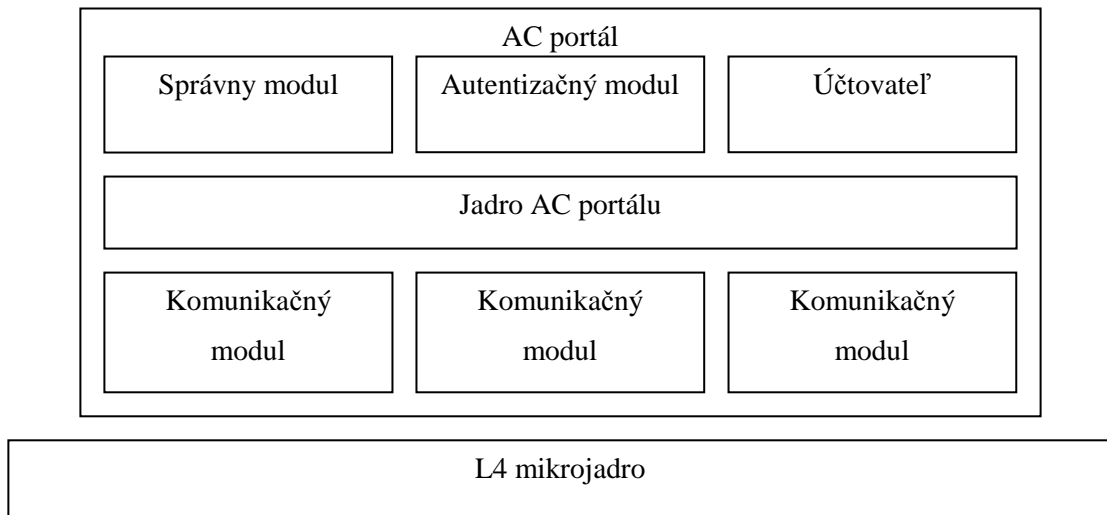 AC portál
Správny modul
Autentizačný modul
Účtovateľ
Jadro AC portálu
Komunikačný
modul
Komunikačný
modul
Komunikačný
modul
L4 mikrojadro